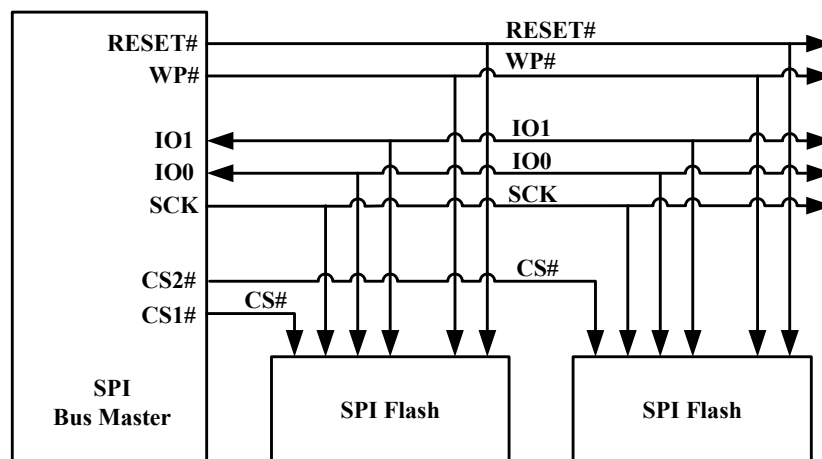 RESET#
RESET#
WP#
WP#
IO1
IO1
IO0
IO0
SCK
SCK
CS2#
CS#
CS1#
CS#
SPI
Bus Master
SPI Flash
SPI Flash